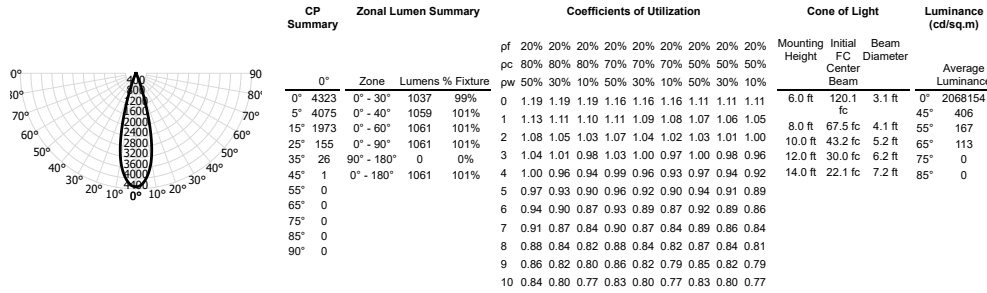 CP Summary
0°
0° 4323
5° 4075
15° 1973
25° 155
35° 26
45° 1
55° 0
65° 0
75° 0
85° 0
90° 0
Zonal Lumen Summary
Zone Lumens % Fixture
0° - 30° 1037 99%
0° - 40° 1059 101%
0° - 60° 1061 101%
0° - 90° 1061 101%
90° - 180° 0 0%
0° - 180° 1061 101%
Coefficients of Utilization
ρf 20% 20% 20% 20% 20% 20% 20% 20% 20%
ρc 80% 80% 80% 70% 70% 70% 50% 50% 50%
ρw 50% 30% 10% 50% 30% 10% 50% 30% 10%
0 1.19 1.19 1.19 1.16 1.16 1.16 1.11 1.11 1.11
1 1.13 1.11 1.10 1.11 1.09 1.08 1.07 1.06 1.05
2 1.08 1.05 1.03 1.07 1.04 1.02 1.03 1.01 1.00
3 1.04 1.01 0.98 1.03 1.00 0.97 1.00 0.98 0.96
4 1.00 0.96 0.94 0.99 0.96 0.93 0.97 0.94 0.92
5 0.97 0.93 0.90 0.96 0.92 0.90 0.94 0.91 0.89
6 0.94 0.90 0.87 0.93 0.89 0.87 0.92 0.89 0.86
7 0.91 0.87 0.84 0.90 0.87 0.84 0.89 0.86 0.84
8 0.88 0.84 0.82 0.88 0.84 0.82 0.87 0.84 0.81
9 0.86 0.82 0.80 0.86 0.82 0.79 0.85 0.82 0.79
10 0.84 0.80 0.77 0.83 0.80 0.77 0.83 0.80 0.77
Cone of Light
Mounting Height Initial FC Center Beam Beam Diameter
6.0 ft 120.1 fc 3.1 ft
8.0 ft 67.5 fc 4.1 ft
10.0 ft 43.2 fc 5.2 ft
12.0 ft 30.0 fc 6.2 ft
14.0 ft 22.1 fc 7.2 ft
Luminance (cd/sq.m)
Average Luminance
0° 2068154
45° 406
55° 167
65° 113
75° 0
85° 0
80° 70° 60° 50° 40° 30° 20° 10° 0° 10° 20° 30° 40° 50° 60° 70° 80° 90
400
800
1200
1600
2000
2400
2800
3200
3600
4000